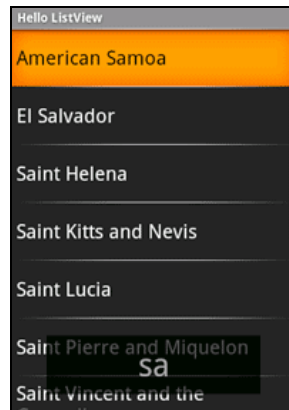 Hello ListView
American Samoa
El Salvador
Saint Helena
Saint Kitts and Nevis
Saint Lucia
Saint Pierre and Miquelon
sa
Saint Vincent and the